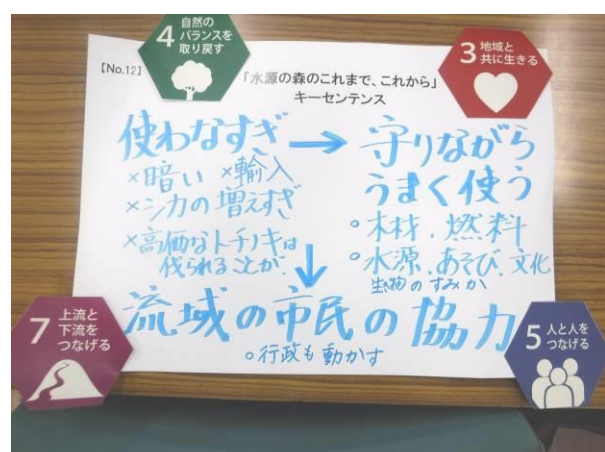 4 自然の
バランスを
取り戻す
3 地域と
共に生きる
【No.12】
「水源の森のこれまで、これから」
キーセンテンス
使わなすぎ → 守りながら
うまく使う
×暗い ×輸入
×シカの増えすぎ
×高価なトチノキは
伐られることが
↓
○木材.燃料
○水源.あそび.文化
生物のすみか
流域の市民の協力
○行政も動かす
7 上流と
下流を
つなげる
5 人と人を
つなげる